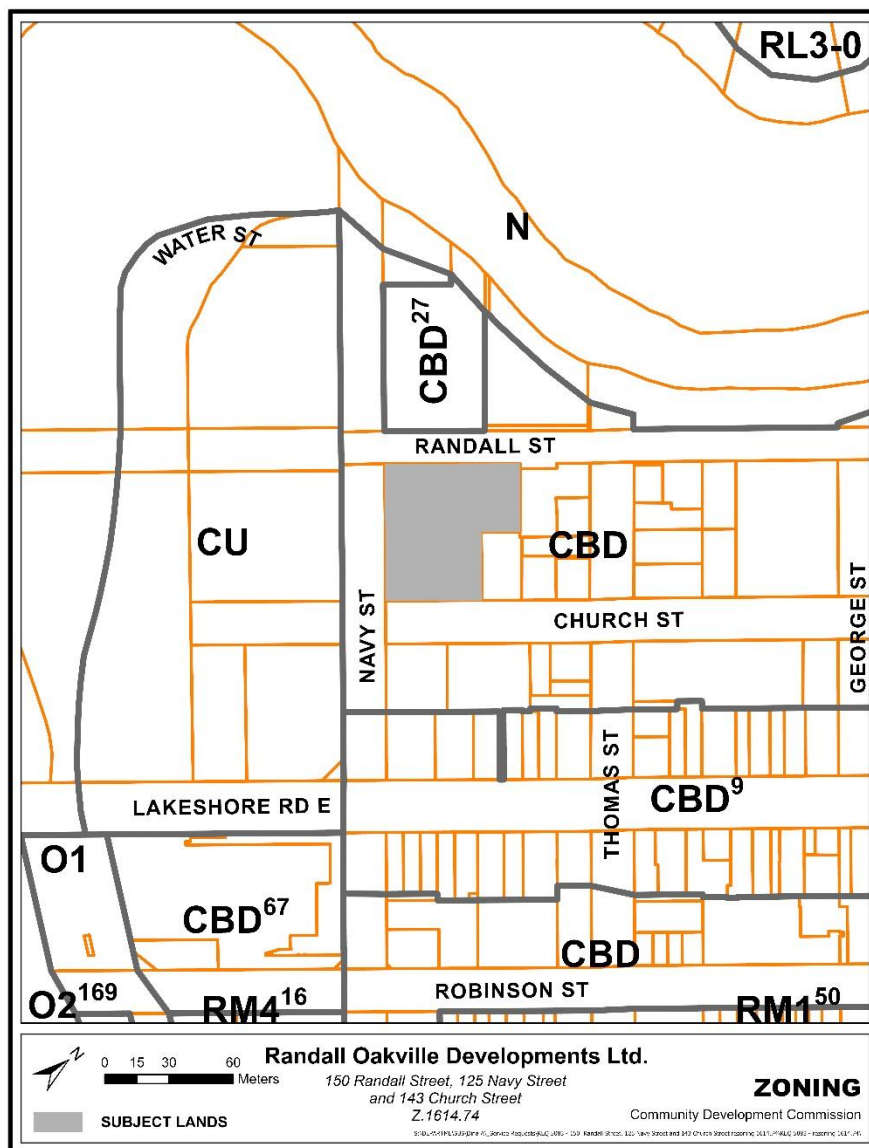 RL3-0
N
WATER ST
CBD27
RANDALL ST
CU
CBD
NAVY ST
CHURCH ST
GEORGE ST
THOMAS ST
LAKESHORE RD E
CBD9
O1
CBD67
CBD
ROBINSON ST
O2169
RM416
RM150
Randall Oakville Developments Ltd.
0 15 30 60
Meters
150 Randall Street, 125 Navy Street
and 143 Church Street
Z.1614.74
ZONING
SUBJECT LANDS
Community Development Commission